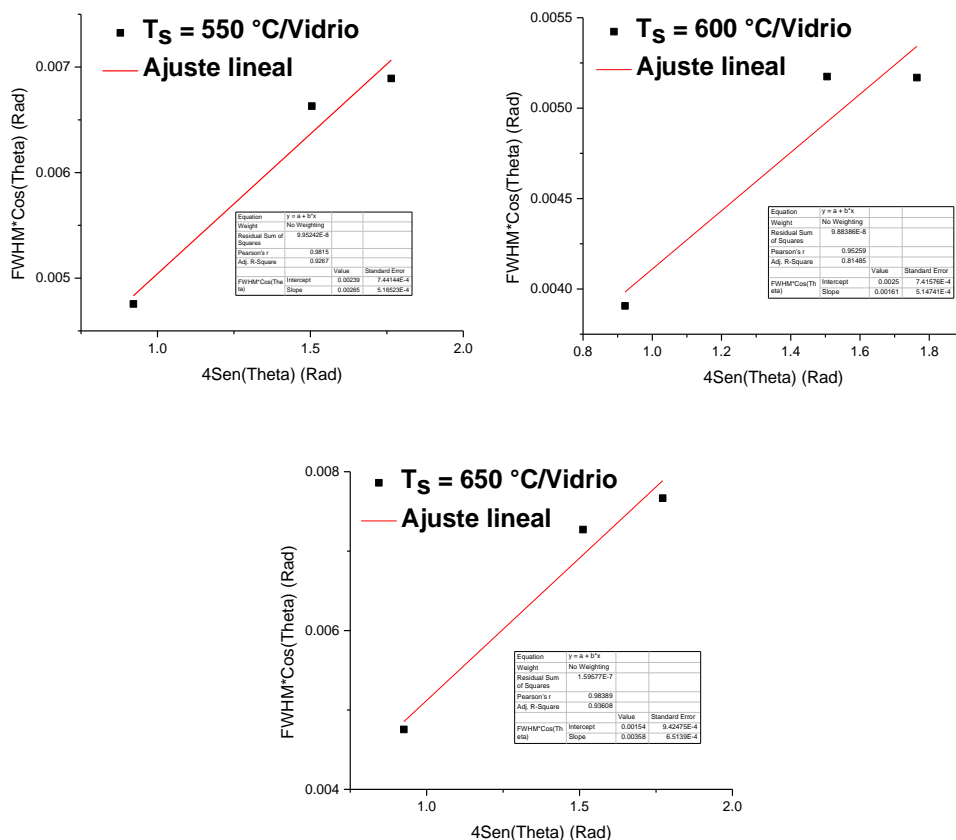 T_S = 550 °C/Vidrio
Ajuste lineal
0.007
0.006
0.005
FWHM*Cos(Theta) (Rad)
1.0 1.5 2.0
4Sen(Theta) (Rad)
Equation y = a + b*x
Weight No Weighting
Residual Sum of 9.95242E-8
Squares
Pearson's r 0.9815
Adj. R-Square 0.9267
Value Standard Error
FWHM*Cos(The Intercept 0.00239 7.44144E-4
ta) Slope 0.00265 5.16523E-4
T_S = 600 °C/Vidrio
Ajuste lineal
0.0055
0.0050
0.0045
0.0040
FWHM*Cos(Theta) (Rad)
0.8 1.0 1.2 1.4 1.6 1.8
4Sen(Theta) (Rad)
Equation y = a + b*x
Weight No Weighting
Residual Sum 9.88386E-8
of Squares
Pearson's r 0.95259
Adj. R-Square 0.81485
Value Standard Error
FWHM*Cos(Th Intercept 0.0025 7.41576E-4
eta) Slope 0.00161 5.14741E-4
T_S = 650 °C/Vidrio
Ajuste lineal
0.008
0.006
0.004
FWHM*Cos(Theta) (Rad)
1.0 1.5 2.0
4Sen(Theta) (Rad)
Equation y = a + b*x
Weight No Weighting
Residual Sum 1.59577E-7
of Squares
Pearson's r 0.98389
Adj. R-Square 0.93608
Value Standard Error
FWHM*Cos(Th Intercept 0.00154 9.42475E-4
eta) Slope 0.00358 6.5139E-4